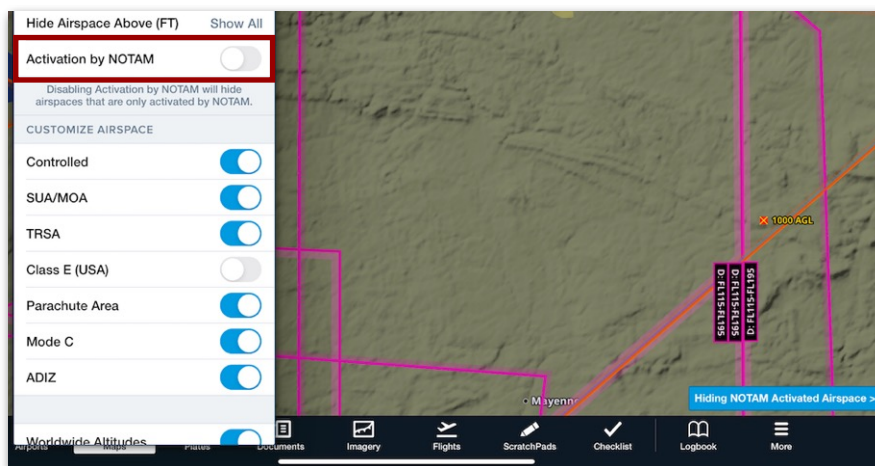 Hide Airspace Above (FT) Show All
Activation by NOTAM
Disabling Activation by NOTAM will hide
airspaces that are only activated by NOTAM.
CUSTOMIZE AIRSPACE
Controlled
SUA/MOA
TRSA
Class E (USA)
Parachute Area
Mode C
ADIZ
Worldwide Altitudes
1000 AGL
D: FL115-FL195
D: FL115-FL195
D: FL115-FL195
Mayenne
Hiding NOTAM Activated Airspace >
Airports Maps Plates Documents Imagery Flights ScratchPads Checklist Logbook More